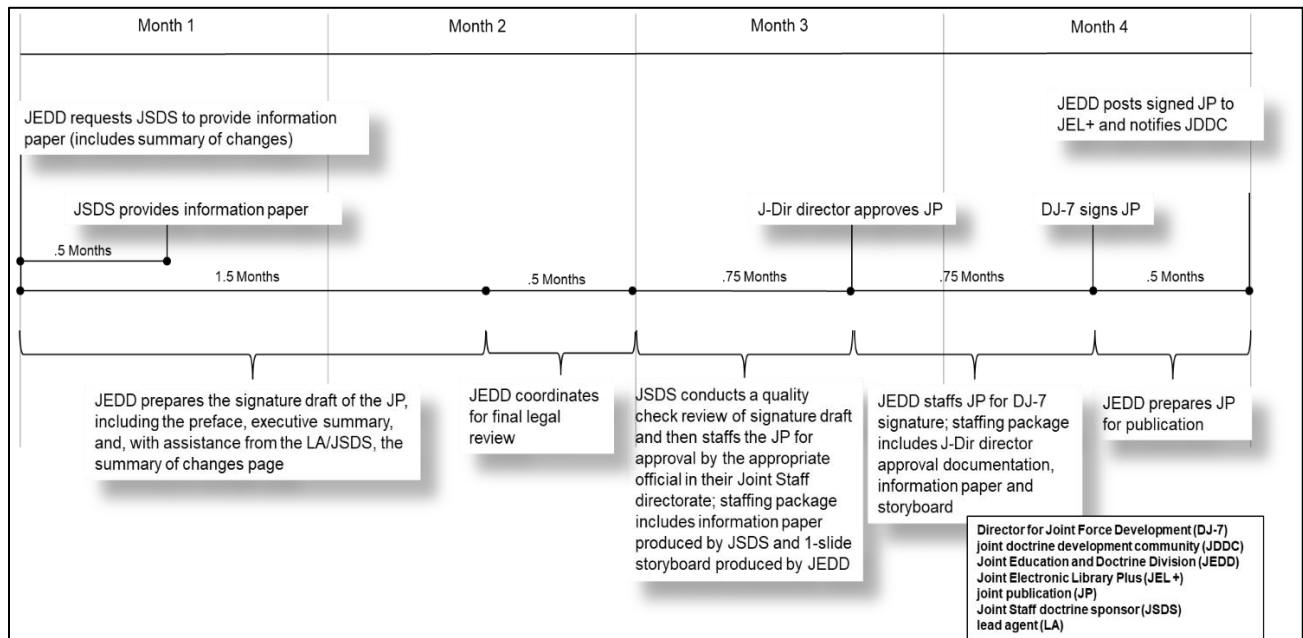 Month 1
Month 2
Month 3
Month 4
JEDD requests JSDS to provide information
paper (includes summary of changes)
JEDD posts signed JP to
JEL+ and notifies JDDC
JSDS provides information paper
J-Dir director approves JP
DJ-7 signs JP
.5 Months
1.5 Months
.5 Months
.75 Months
.75 Months
.5 Months
JEDD prepares the signature draft of the JP,
including the preface, executive summary,
and, with assistance from the LA/JSDS, the
summary of changes page
JEDD coordinates
for final legal
review
JSDS conducts a quality
check review of signature draft
and then staffs the JP for
approval by the appropriate
official in their Joint Staff
directorate; staffing package
includes information paper
produced by JSDS and 1-slide
storyboard produced by JEDD
JEDD staffs JP for DJ-7
signature; staffing package
includes J-Dir director
approval documentation,
information paper and
storyboard
JEDD prepares JP
for publication
Director for Joint Force Development (DJ-7)
joint doctrine development community (JDDC)
Joint Education and Doctrine Division (JEDD)
Joint Electronic Library Plus (JEL +)
joint publication (JP)
Joint Staff doctrine sponsor (JSDS)
lead agent (LA)